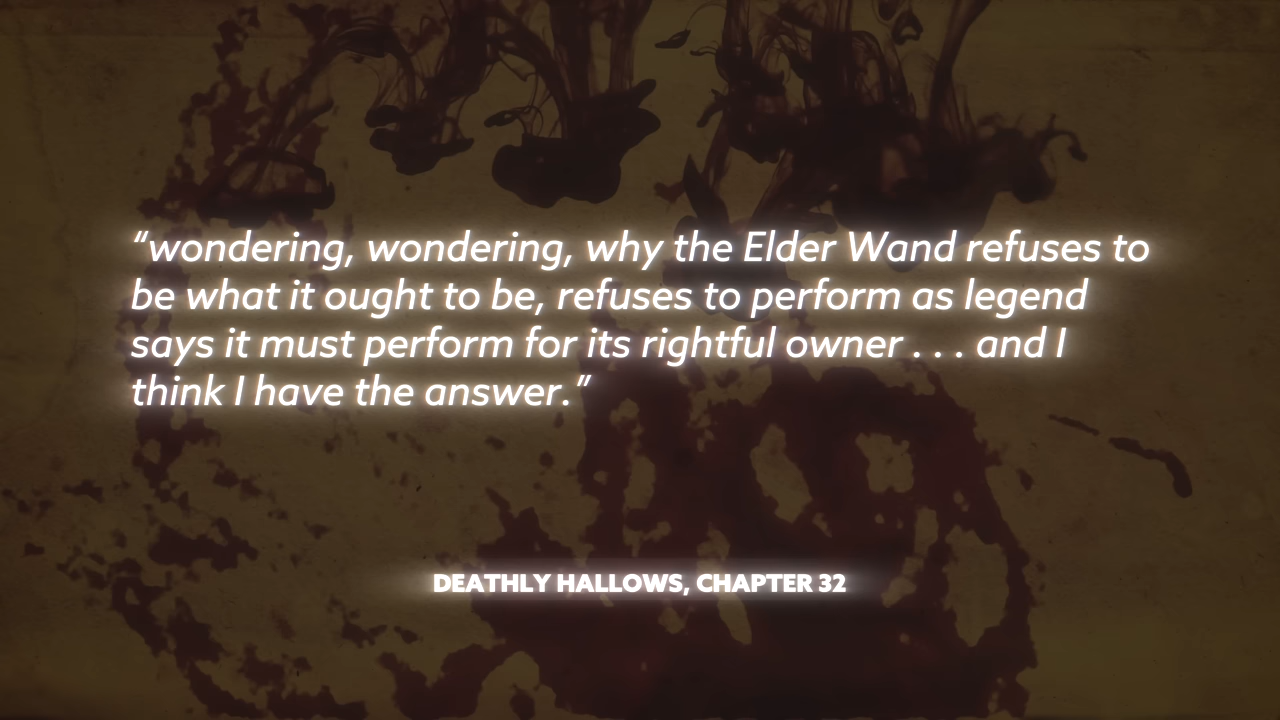 “wondering, wondering, why the Elder Wand refuses to
be what it ought to be, refuses to perform as legend
says it must perform for its rightful owner . . . and I
think I have the answer.”
DEATHLY HALLOWS, CHAPTER 32